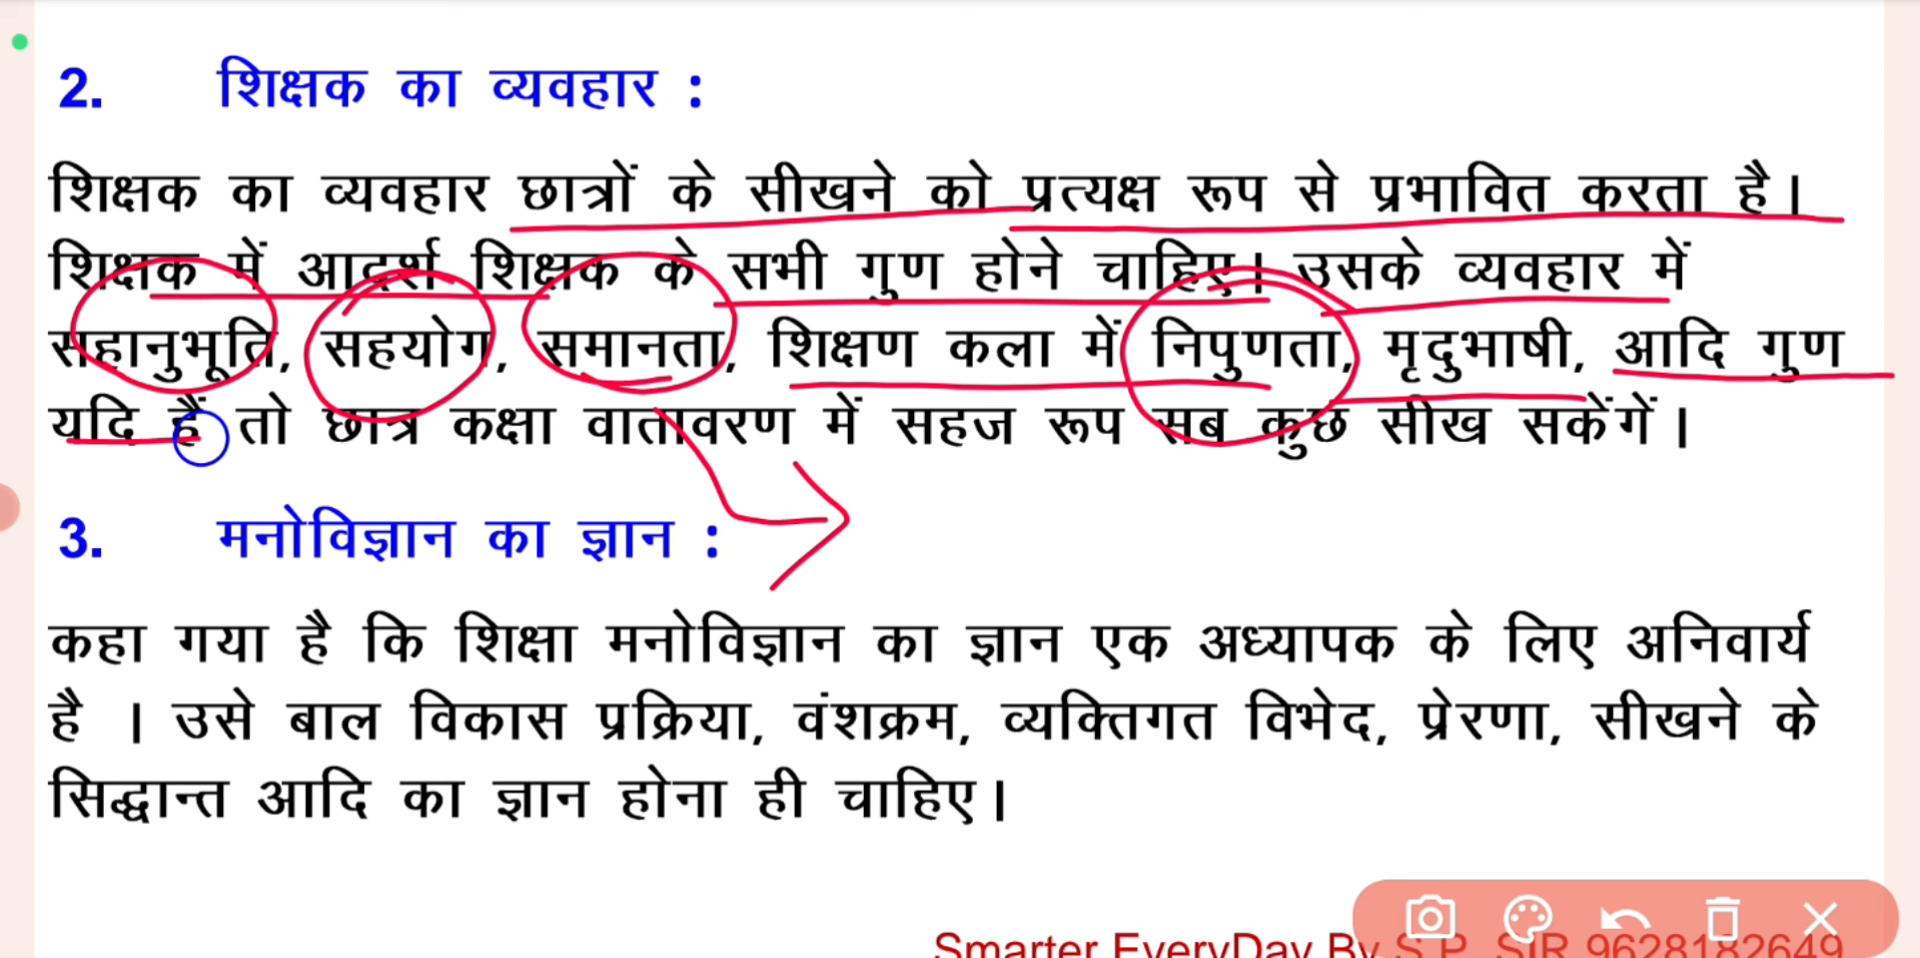 2. शिक्षक का व्यवहार :
शिक्षक का व्यवहार छात्रों के सीखने को प्रत्यक्ष रूप से प्रभावित करता है।
शिक्षक में आदर्श शिक्षक के सभी गुण होने चाहिए। उसके व्यवहार में
सहानुभूति, सहयोग, समानता, शिक्षण कला में निपुणता, मृदुभाषी, आदि गुण
यदि हैं तो छात्र कक्षा वातावरण में सहज रूप सब कुछ सीख सकेंगें।
3. मनोविज्ञान का ज्ञान :
कहा गया है कि शिक्षा मनोविज्ञान का ज्ञान एक अध्यापक के लिए अनिवार्य
है । उसे बाल विकास प्रक्रिया, वंशक्रम, व्यक्तिगत विभेद, प्रेरणा, सीखने के
सिद्धान्त आदि का ज्ञान होना ही चाहिए।
Smarter EveryDay By S.P. SIR 9628182649